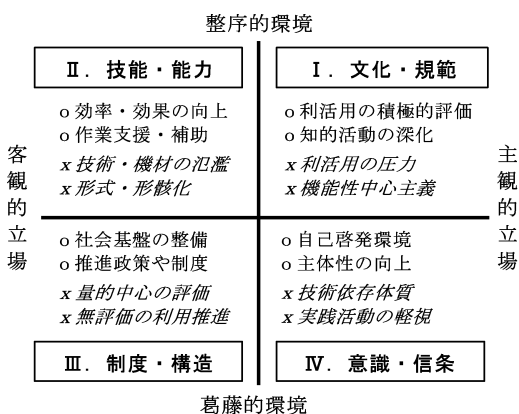 整序的環境
Ⅱ. 技能・能力
o 効率・効果の向上
o 作業支援・補助
x 技術・機材の氾濫
x 形式・形骸化
Ⅰ. 文化・規範
o 利活用の積極的評価
o 知的活動の深化
x 利活用の圧力
x 機能性中心主義
客観的立場
主観的立場
o 社会基盤の整備
o 推進政策や制度
x 量的中心の評価
x 無評価の利用推進
Ⅲ. 制度・構造
o 自己啓発環境
o 主体性の向上
x 技術依存体質
x 実践活動の軽視
Ⅳ. 意識・信条
葛藤的環境